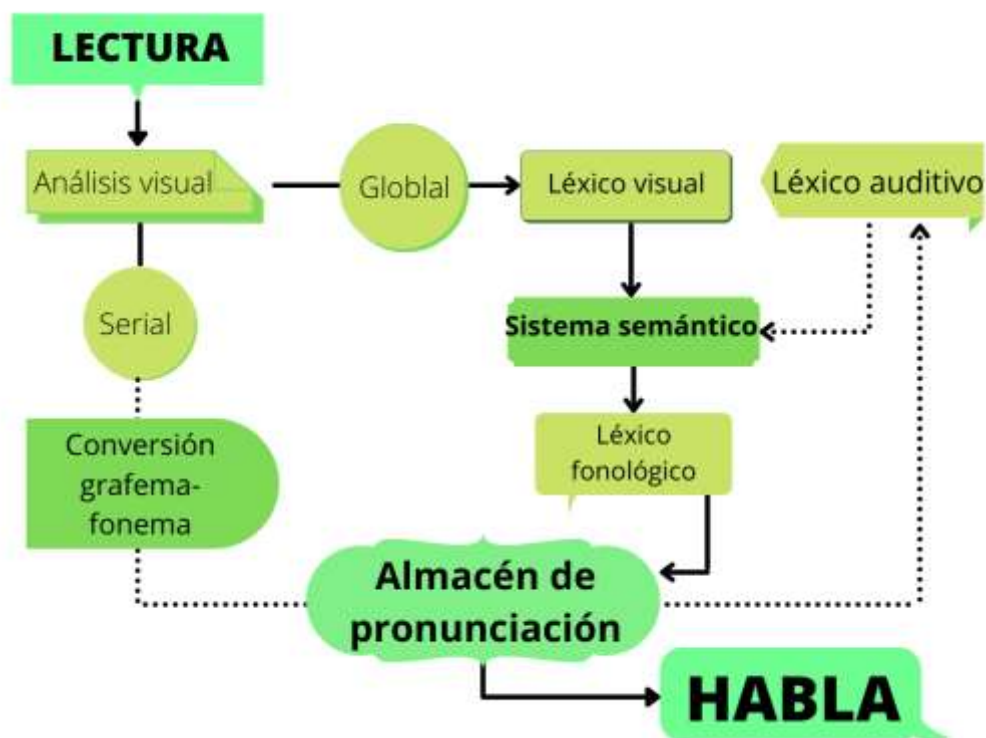 LECTURA
Análisis visual
Globlal
Léxico visual
Léxico auditivo
Serial
Sistema semántico
Conversión
grafema-
fonema
Léxico
fonológico
Almacén de
pronunciación
HABLA